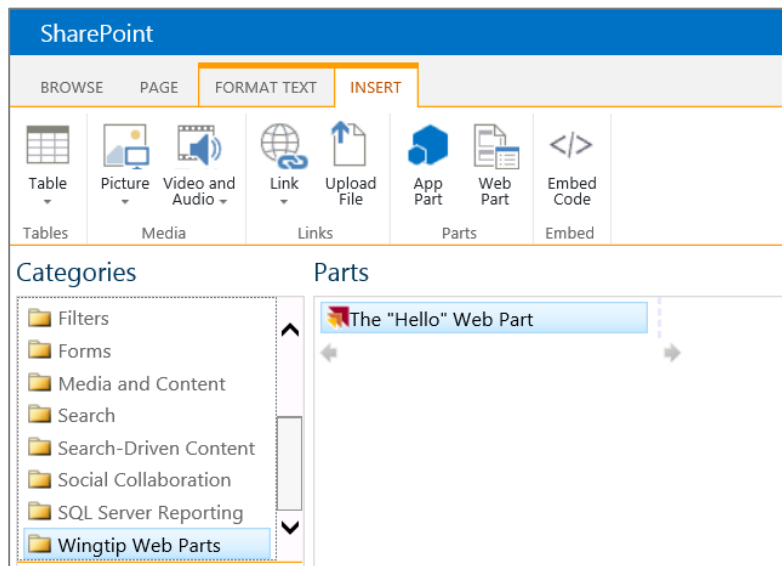 SharePoint
BROWSE PAGE FORMAT TEXT INSERT
Table Picture Video and Audio Link Upload File App Part Web Part Embed Code
Tables Media Links Parts Embed
Categories
Filters
Forms
Media and Content
Search
Search-Driven Content
Social Collaboration
SQL Server Reporting
Wingtip Web Parts
Parts
The "Hello" Web Part